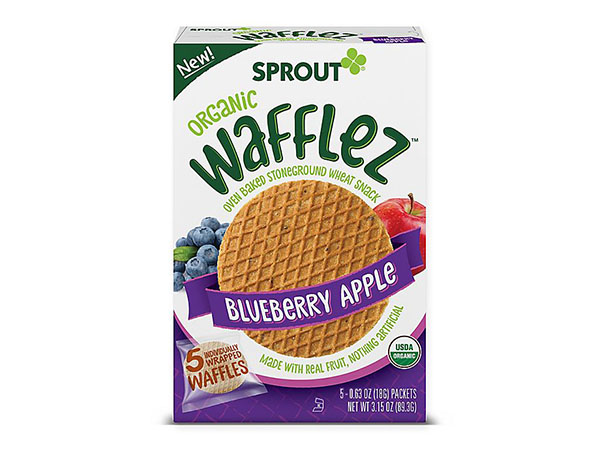 New!
SPROUT
ORGANIC
WAFFLEZ™
OVEN BAKED STONEGROUND WHEAT SNACK
BLUEBERRY APPLE
5 INDIVIDUALLY
WRAPPED
WAFFLES
MADE WITH REAL FRUIT, NOTHING ARTIFICIAL
USDA
ORGANIC
5 - 0.63 OZ (18G) PACKETS
NET WT 3.15 OZ (89.3G)